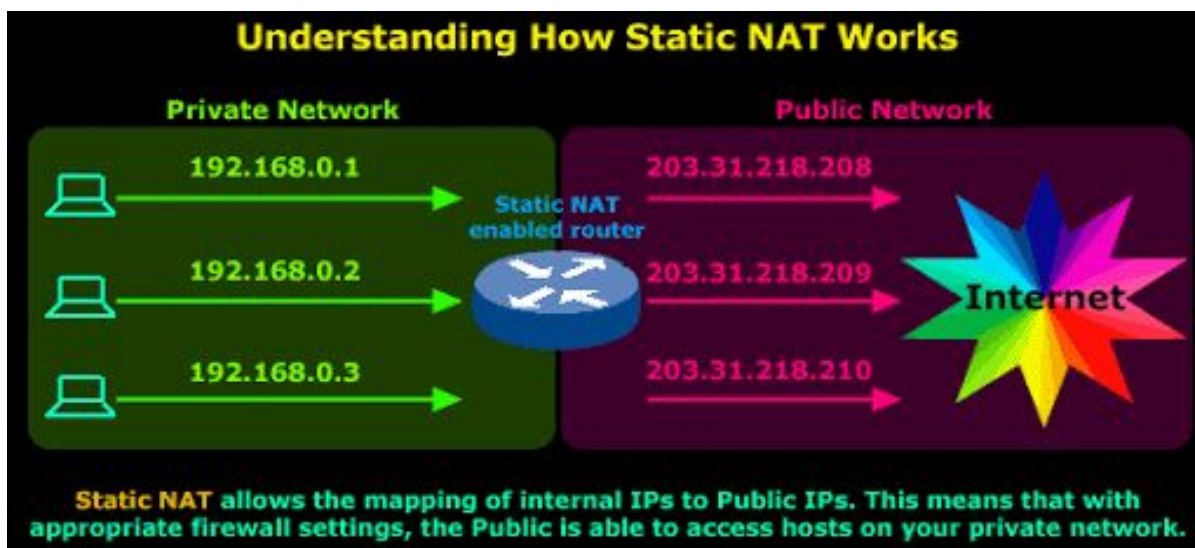 Understanding How Static NAT Works
Private Network
Public Network
192.168.0.1
203.31.218.208
Static NAT
enabled router
192.168.0.2
203.31.218.209
Internet
192.168.0.3
203.31.218.210
Static NAT allows the mapping of internal IPs to Public IPs. This means that with
appropriate firewall settings, the Public is able to access hosts on your private network.